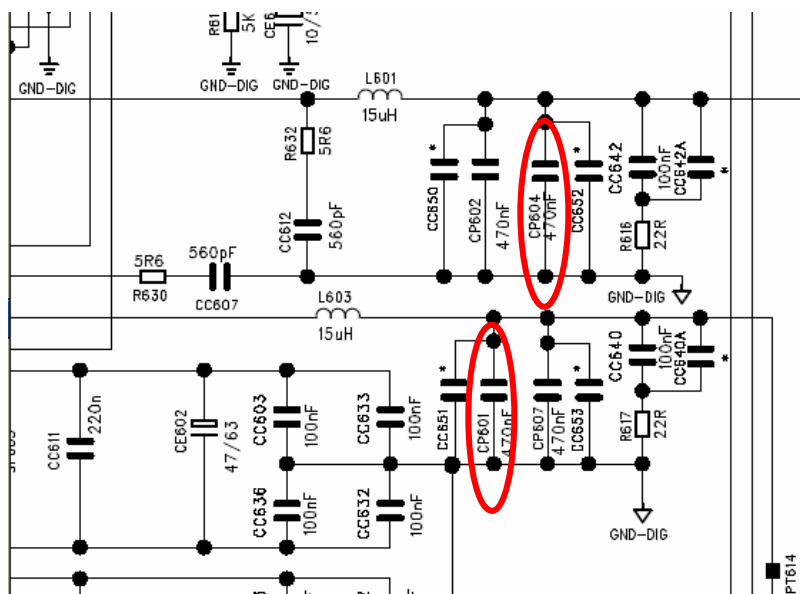 R61
5K
CE6
10/
GND-DIG
GND-DIG
GND-DIG
L601
15uH
R632
5R6
CC612
560pF
CC650
*
CP602
470nF
CP604
470nF
*
CC652
CC642
100nF
CC642A
*
R616
22R
GND-DIG
5R6
R630
560pF
CC607
L603
15uH
CC611
220n
CE602
47/63
CC603
100nF
CC633
100nF
CC636
100nF
CC632
100nF
*
CC651
CP601
470nF
CP607
470nF
*
CC653
CC640
100nF
CC640A
*
R617
22R
GND-DIG
PT614